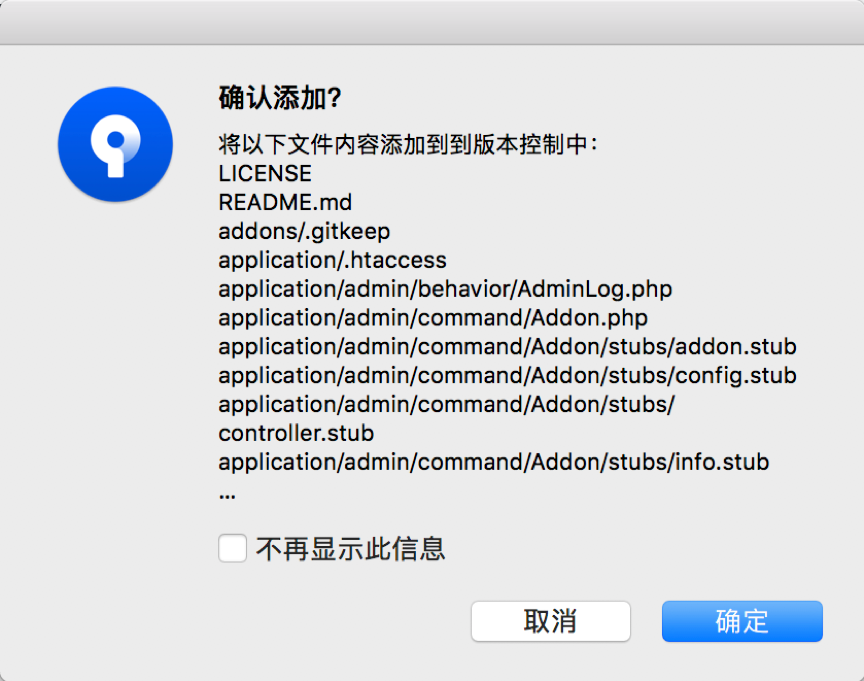 确认添加?
将以下文件内容添加到到版本控制中：
LICENSE
README.md
addons/.gitkeep
application/.htaccess
application/admin/behavior/AdminLog.php
application/admin/command/Addon.php
application/admin/command/Addon/stubs/addon.stub
application/admin/command/Addon/stubs/config.stub
application/admin/command/Addon/stubs/
controller.stub
application/admin/command/Addon/stubs/info.stub
...
不再显示此信息
取消
确定